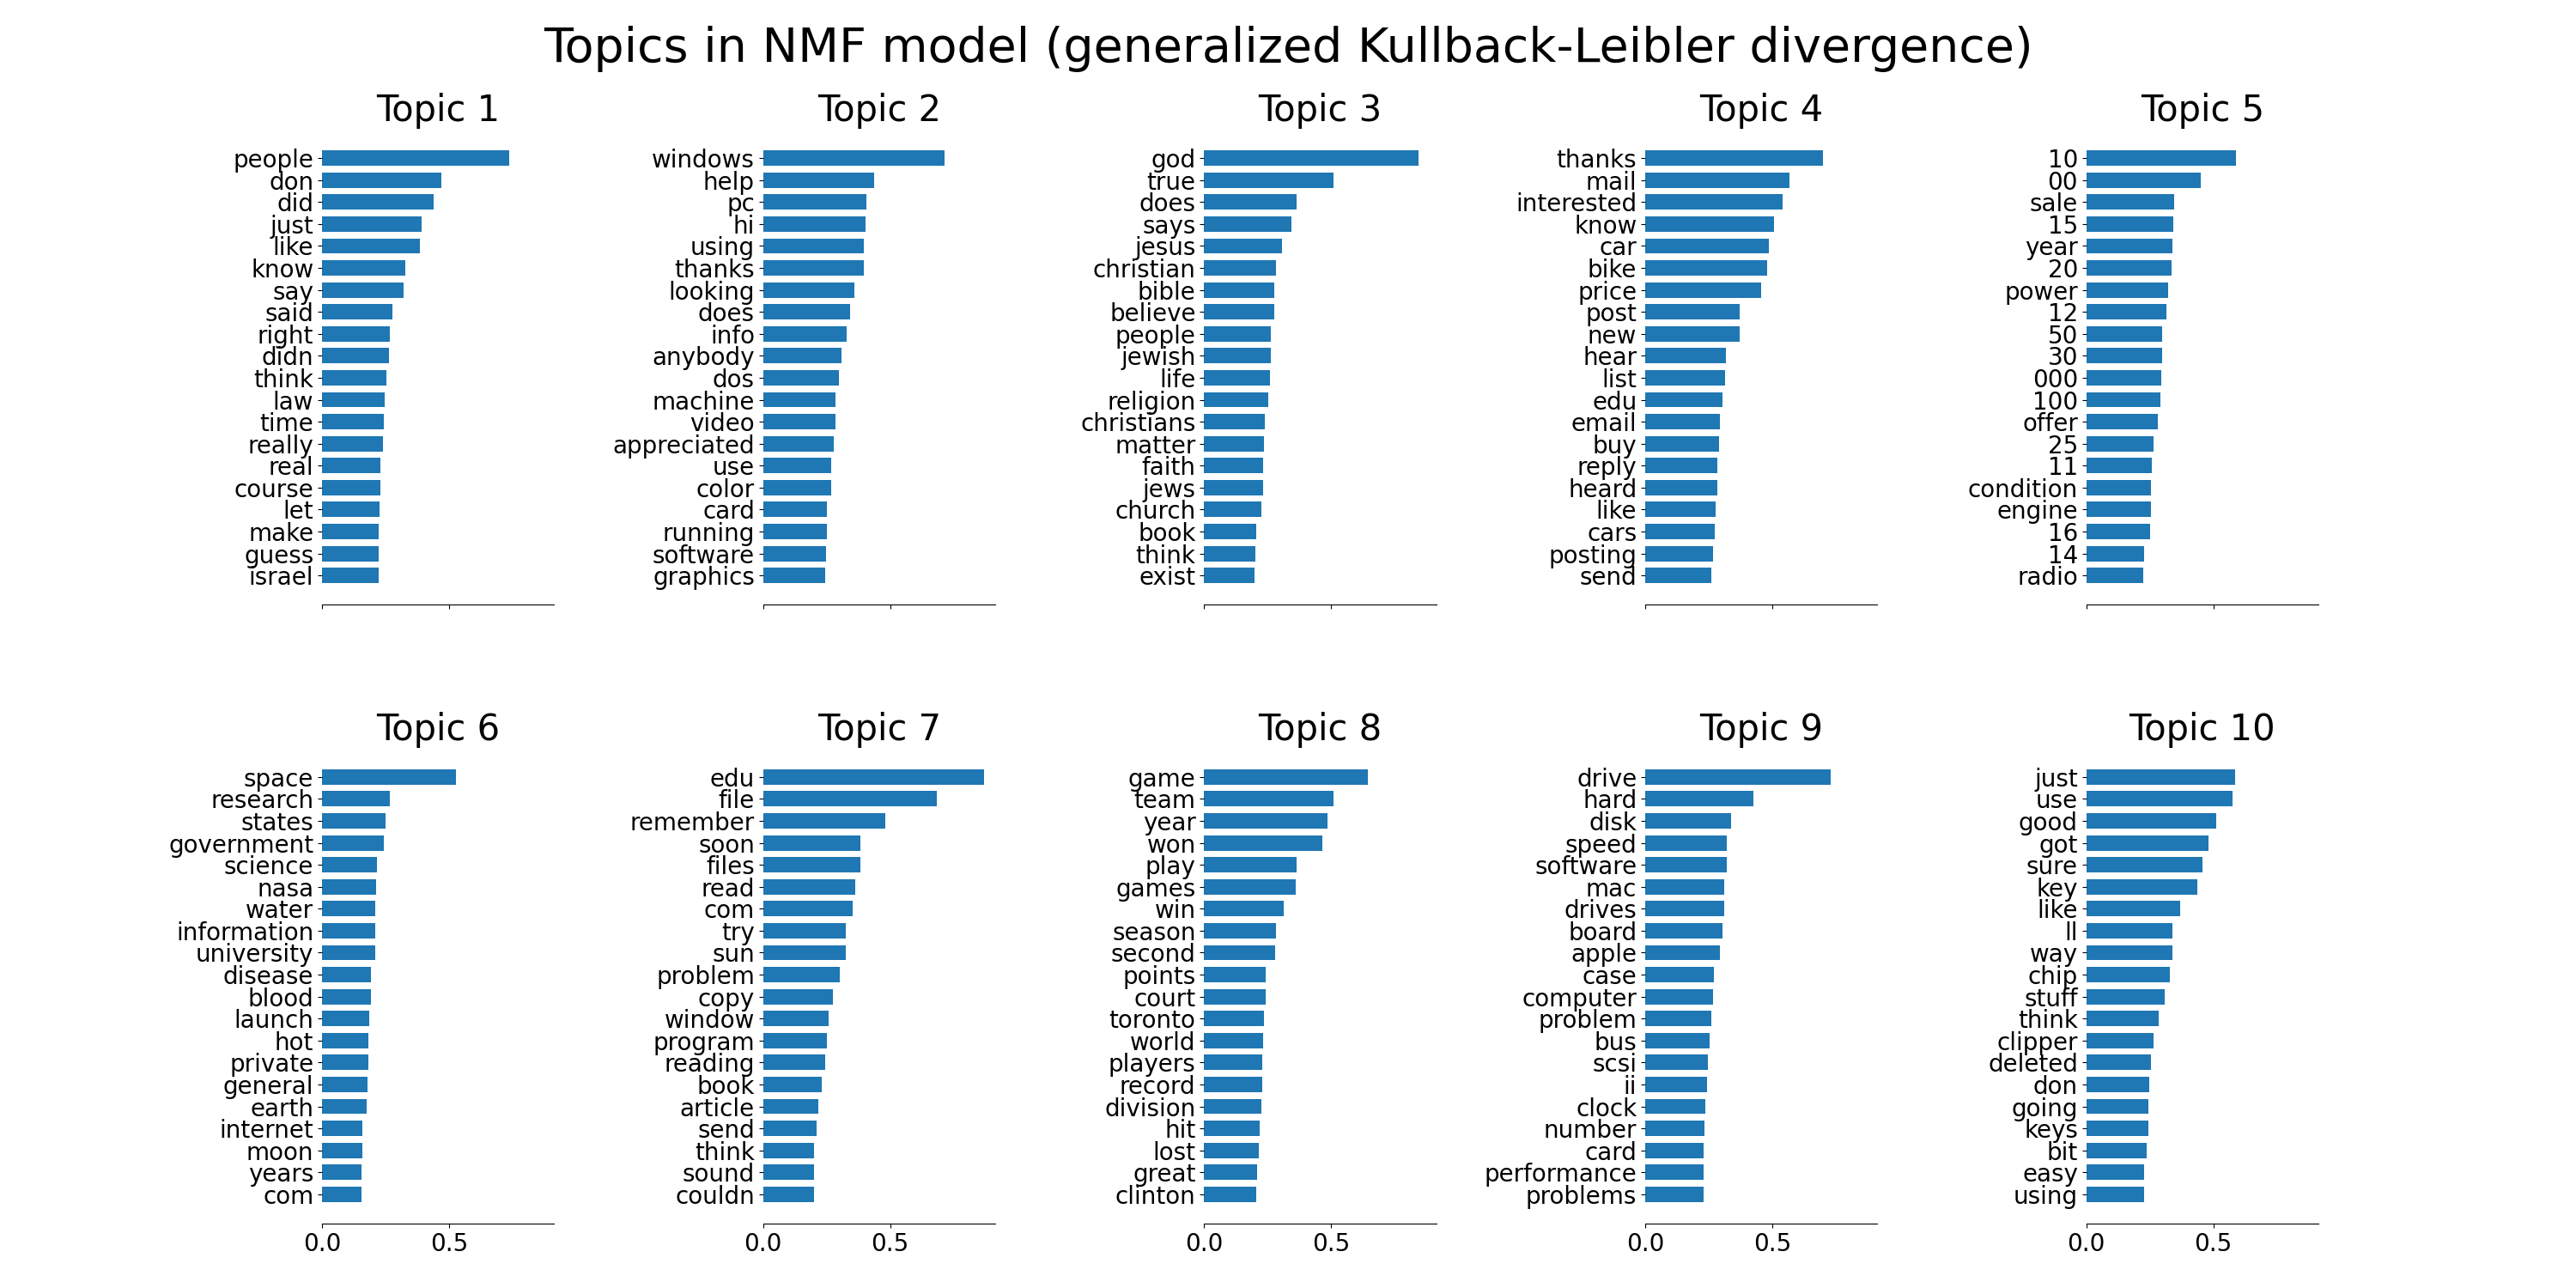 Topics in NMF model (generalized Kullback-Leibler divergence)
Topic 1
people
don
did
just
like
know
say
said
right
didn
think
law
time
really
real
course
let
make
guess
israel
Topic 2
windows
help
pc
hi
using
thanks
looking
does
info
anybody
dos
machine
video
appreciated
use
color
card
running
software
graphics
Topic 3
god
true
does
says
jesus
christian
bible
believe
people
jewish
life
religion
christians
matter
faith
jews
church
book
think
exist
Topic 4
thanks
mail
interested
know
car
bike
price
post
new
hear
list
edu
email
buy
reply
heard
like
cars
posting
send
Topic 5
10
00
sale
15
year
20
power
12
50
30
000
100
offer
25
11
condition
engine
16
14
radio
Topic 6
space
research
states
government
science
nasa
water
information
university
disease
blood
launch
hot
private
general
earth
internet
moon
years
com
0.0 0.5
Topic 7
edu
file
remember
soon
files
read
com
try
sun
problem
copy
window
program
reading
book
article
send
think
sound
couldn
0.0 0.5
Topic 8
game
team
year
won
play
games
win
season
second
points
court
toronto
world
players
record
division
hit
lost
great
clinton
0.0 0.5
Topic 9
drive
hard
disk
speed
software
mac
drives
board
apple
case
computer
problem
bus
scsi
ii
clock
number
card
performance
problems
0.0 0.5
Topic 10
just
use
good
got
sure
key
like
ll
way
chip
stuff
think
clipper
deleted
don
going
keys
bit
easy
using
0.0 0.5